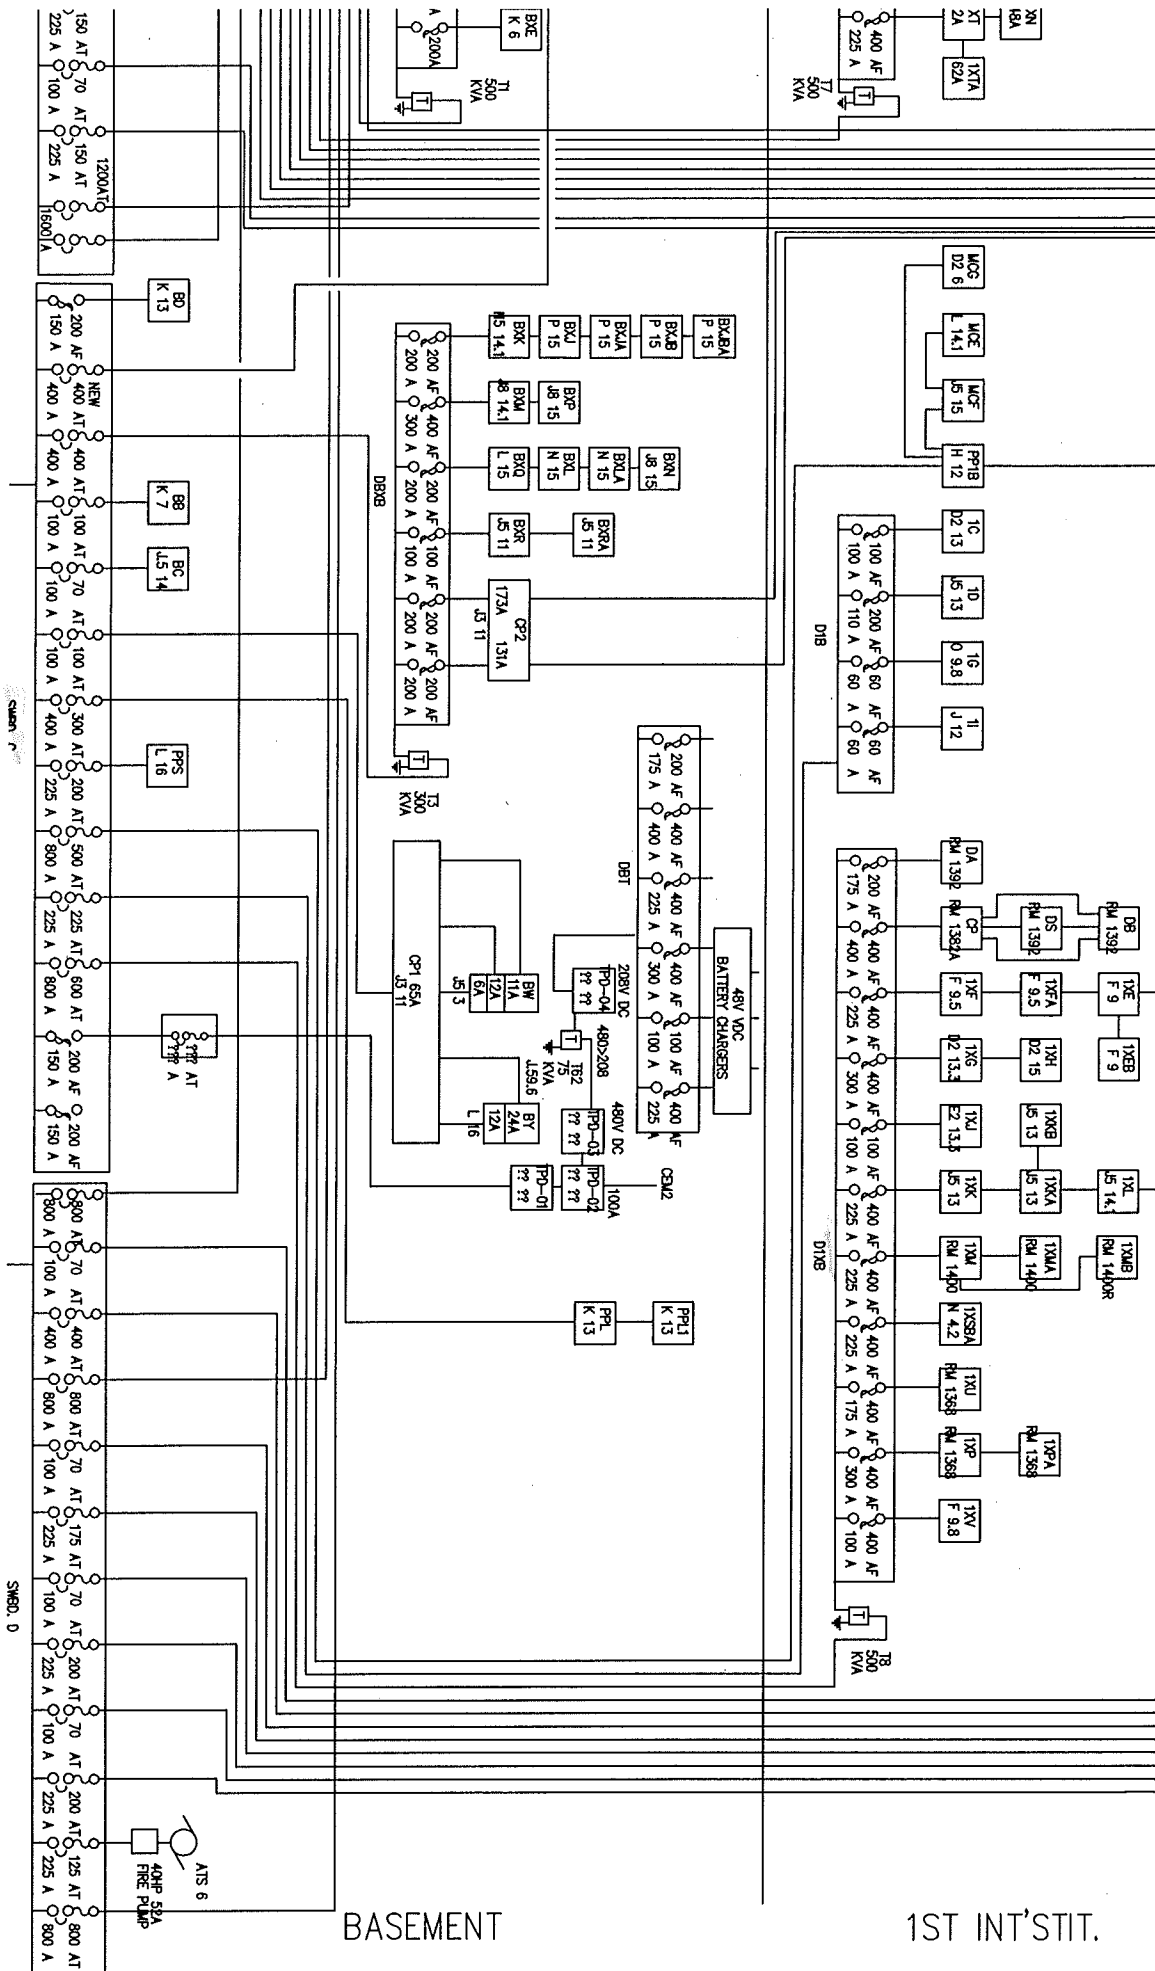 150 AT
225 A
70 AT
100 A
150 AT
225 A
1200AT
1600 A
BXE
K 6
200A
T1
500
KVA
400 AF
225 A
T7
500
KVA
XT
2A
XN
48A
1XTA
62A
BD
K 13
200 AF
150 A
NEW
400 AT
400 A
400 AT
400 A
BB
K 7
100 AT
100 A
BC
J.5 14
70 AT
100 A
100 AT
100 A
300 AT
400 A
PPS
L 16
200 AT
225 A
500 AT
800 A
225 AT
225 A
600 AT
800 A
200 AF
150 A
200 AF
150 A
??? AT
??? A
BXK
M5 14.1
BXJ
P 15
BXJA
P 15
BXJB
P 15
BXJBA
P 15
BXM
J8 14.1
BXP
J8 15
BXQ
L 15
BXL
N 15
BXLA
N 15
BXN
J8 15
BXR
J5 11
BXRA
J5 11
CP2
173A 131A
J3 11
DBXB
200 AF
200 A
400 AF
300 A
200 AF
200 A
100 AF
100 A
200 AF
200 A
200 AF
200 A
T3
300
KVA
MCG
D2 6
MCE
L 14.1
MCF
J5 15
PP1B
H 12
1C
D2 13
1D
J5 13
1G
O 9.8
1I
J 12
D1B
100 AF
100 A
200 AF
110 A
60 AF
60 A
60 AF
60 A
DBT
200 AF
175 A
400 AF
400 A
400 AF
225 A
400 AF
300 A
100 AF
100 A
400 AF
225 A
48V VDC
BATTERY CHARGERS
CP1 65A
J3 11
BW
11A
12A
6A
J5 3
BY
24A
12A
L 16
208V DC
TPD-04
?? ??
480>208
TB2
75
KVA
J.59.6
480V DC
TPD-03
?? ??
TPD-02
?? ??
TPD-01
?? ??
100A
CEM2
PPL
K 13
PPL1
K 13
DA
RM 1392
CP
RM 1382A
DS
RM 1392
DB
RM 1392
1XF
F 9.5
1XFA
F 9.5
1XE
F 9
1XEB
F 9
1XG
D2 13.3
1XH
D2 15
1XJ
E2 13.3
1XKB
J5 13
1XK
J5 13
1XKA
J5 13
1XL
J5 14.1
1XM
RM 1400
1XMA
RM 1400
1XMB
RM 1400R
1XSBA
N 4.2
1XU
RM 1368
1XP
RM 1368
1XPA
RM 1368
1XV
F 9.8
D1XB
200 AF
175 A
400 AF
400 A
400 AF
225 A
400 AF
300 A
100 AF
100 A
400 AF
225 A
400 AF
225 A
400 AF
225 A
400 AF
175 A
400 AF
300 A
400 AF
100 A
T8
500
KVA
800 AT
800 A
70 AT
100 A
400 AT
400 A
800 AT
800 A
70 AT
100 A
175 AT
225 A
70 AT
100 A
200 AT
225 A
70 AT
100 A
200 AT
225 A
125 AT
225 A
800 AT
800 A
SWBD. D
ATS 6
40HP 52A
FIRE PUMP
BASEMENT
1ST INT'STIT.